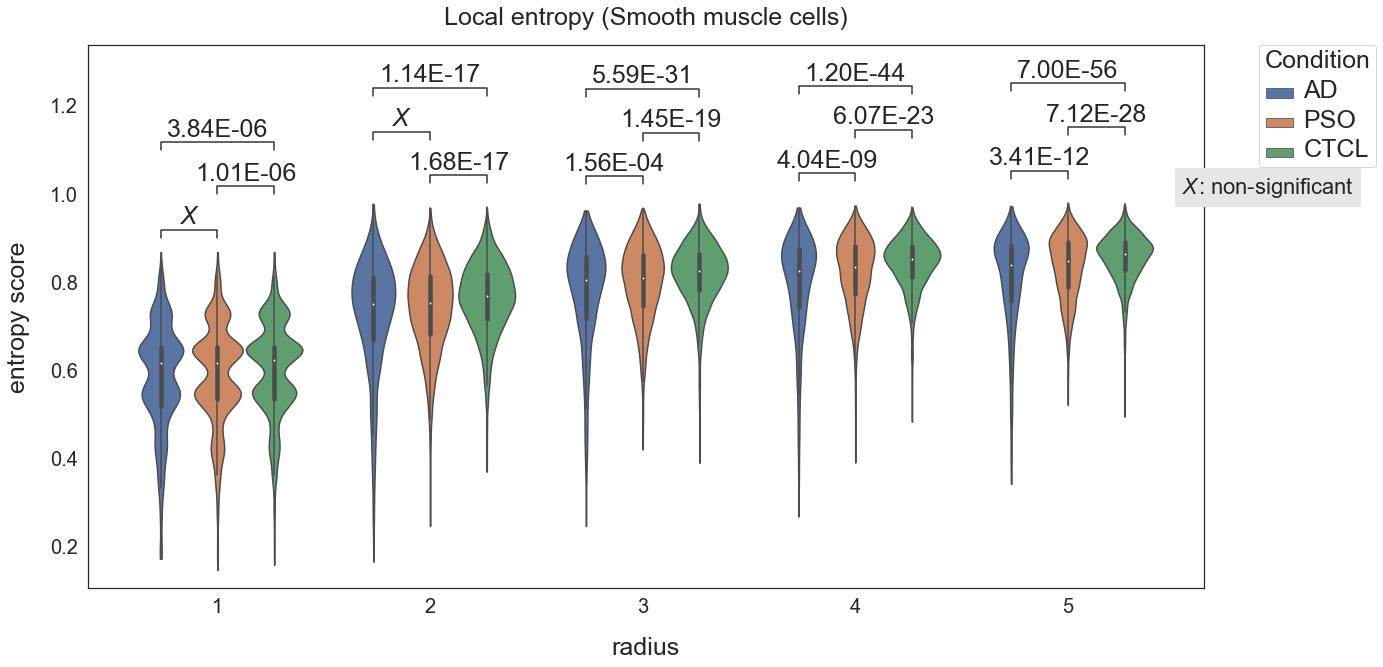 Local entropy (Smooth muscle cells)
entropy score
1.2
1.0
0.8
0.6
0.4
0.2
3.84E-06
1.01E-06
X
1.14E-17
X
1.68E-17
5.59E-31
1.45E-19
1.56E-04
1.20E-44
6.07E-23
4.04E-09
7.00E-56
7.12E-28
3.41E-12
1 2 3 4 5
radius
Condition
AD
PSO
CTCL
X: non-significant